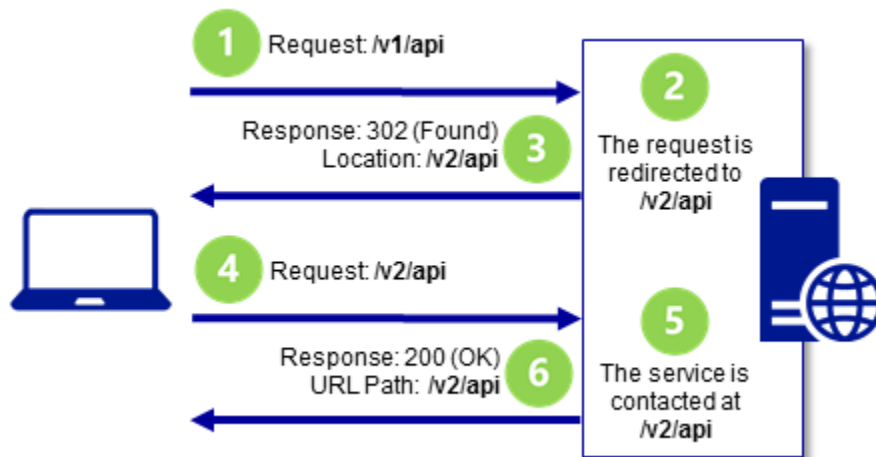 1
Request: /v1/api
2
The request is
redirected to
/v2/api
Response: 302 (Found)
Location: /v2/api
3
4
Request: /v2/api
5
The service is
contacted at
/v2/api
Response: 200 (OK)
URL Path: /v2/api
6